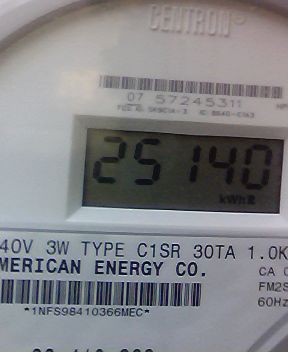 CENTRON®
07 57245311
25140
kWh
40V 3W TYPE C1SR 30TA 1.0K
MERICAN ENERGY CO.
CA
FM2S
*1NFS98410366MEC*
60Hz